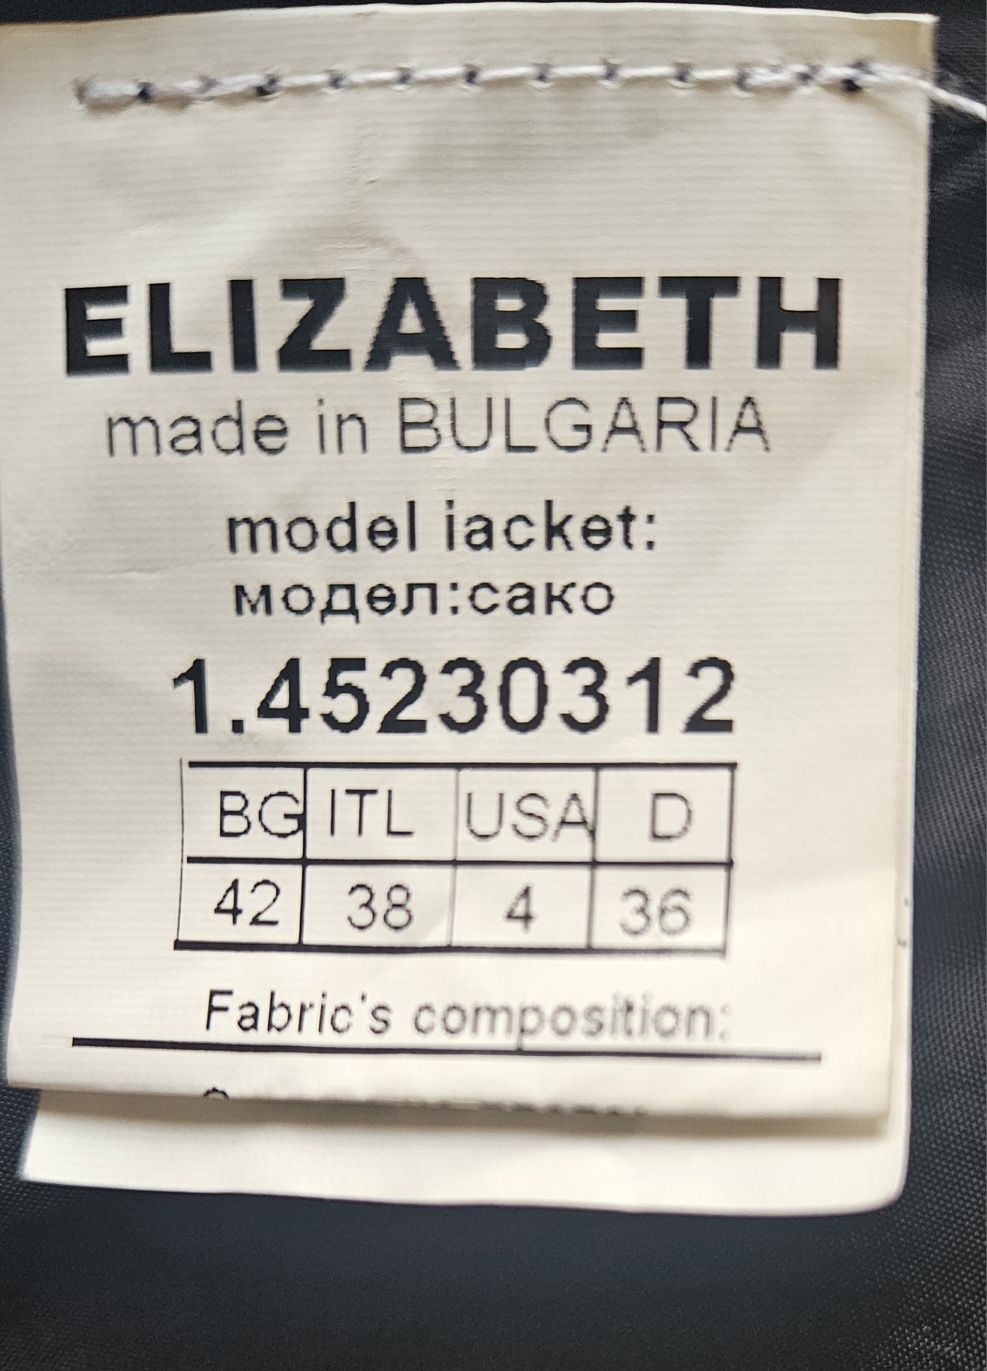 ELIZABETH
made in BULGARIA
model iacket:
модел:сако
1.45230312
BG ITL USA D
42 38 4 36
Fabric's composition: